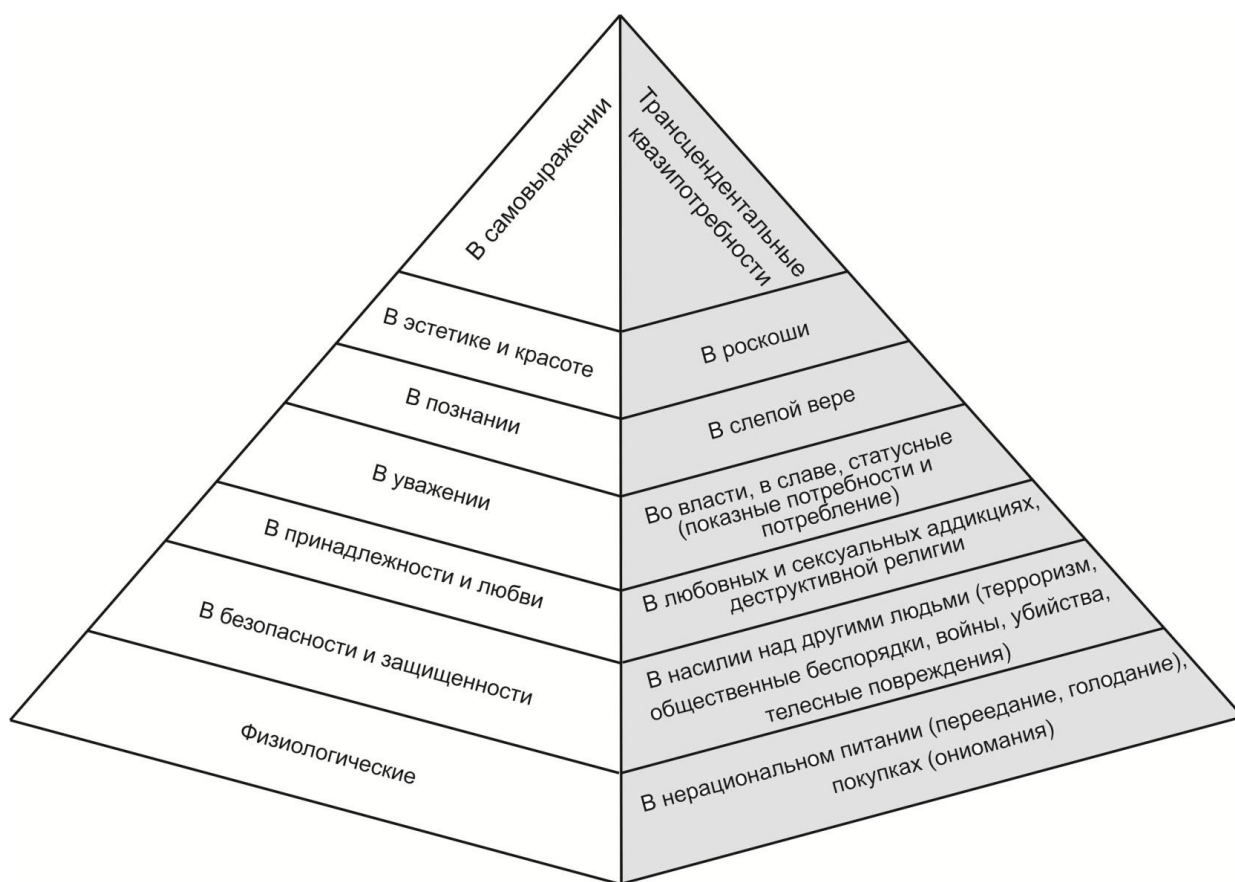 В самовыражении
Трансцендентальные
квазипотребности
В эстетике и красоте
В роскоши
В познании
В слепой вере
В уважении
Во власти, в славе, статусные
(показные потребности и
потребление)
В принадлежности и любви
В любовных и сексуальных аддикциях,
деструктивной религии
В безопасности и защищенности
В насилии над другими людьми (терроризм,
общественные беспорядки, войны, убийства,
телесные повреждения)
Физиологические
В нерациональном питании (переедание, голодание),
покупках (ониомания)